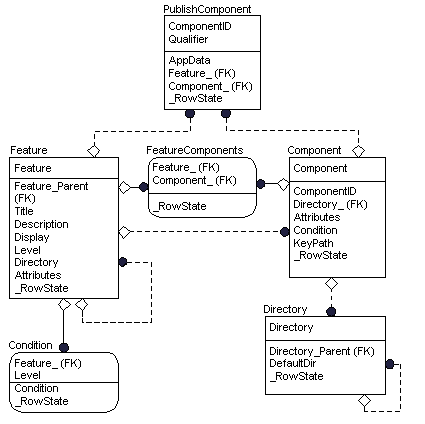 PublishComponent
ComponentID
Qualifier
AppData
Feature_ (FK)
Component_ (FK)
_RowState
Feature
Feature
Feature_Parent
(FK)
Title
Description
Display
Level
Directory
Attributes
_RowState
FeatureComponents
Feature_ (FK)
Component_ (FK)
_RowState
Component
Component
ComponentID
Directory_ (FK)
Attributes
Condition
KeyPath
_RowState
Condition
Feature_ (FK)
Level
Condition
_RowState
Directory
Directory
Directory_Parent (FK)
DefaultDir
_RowState